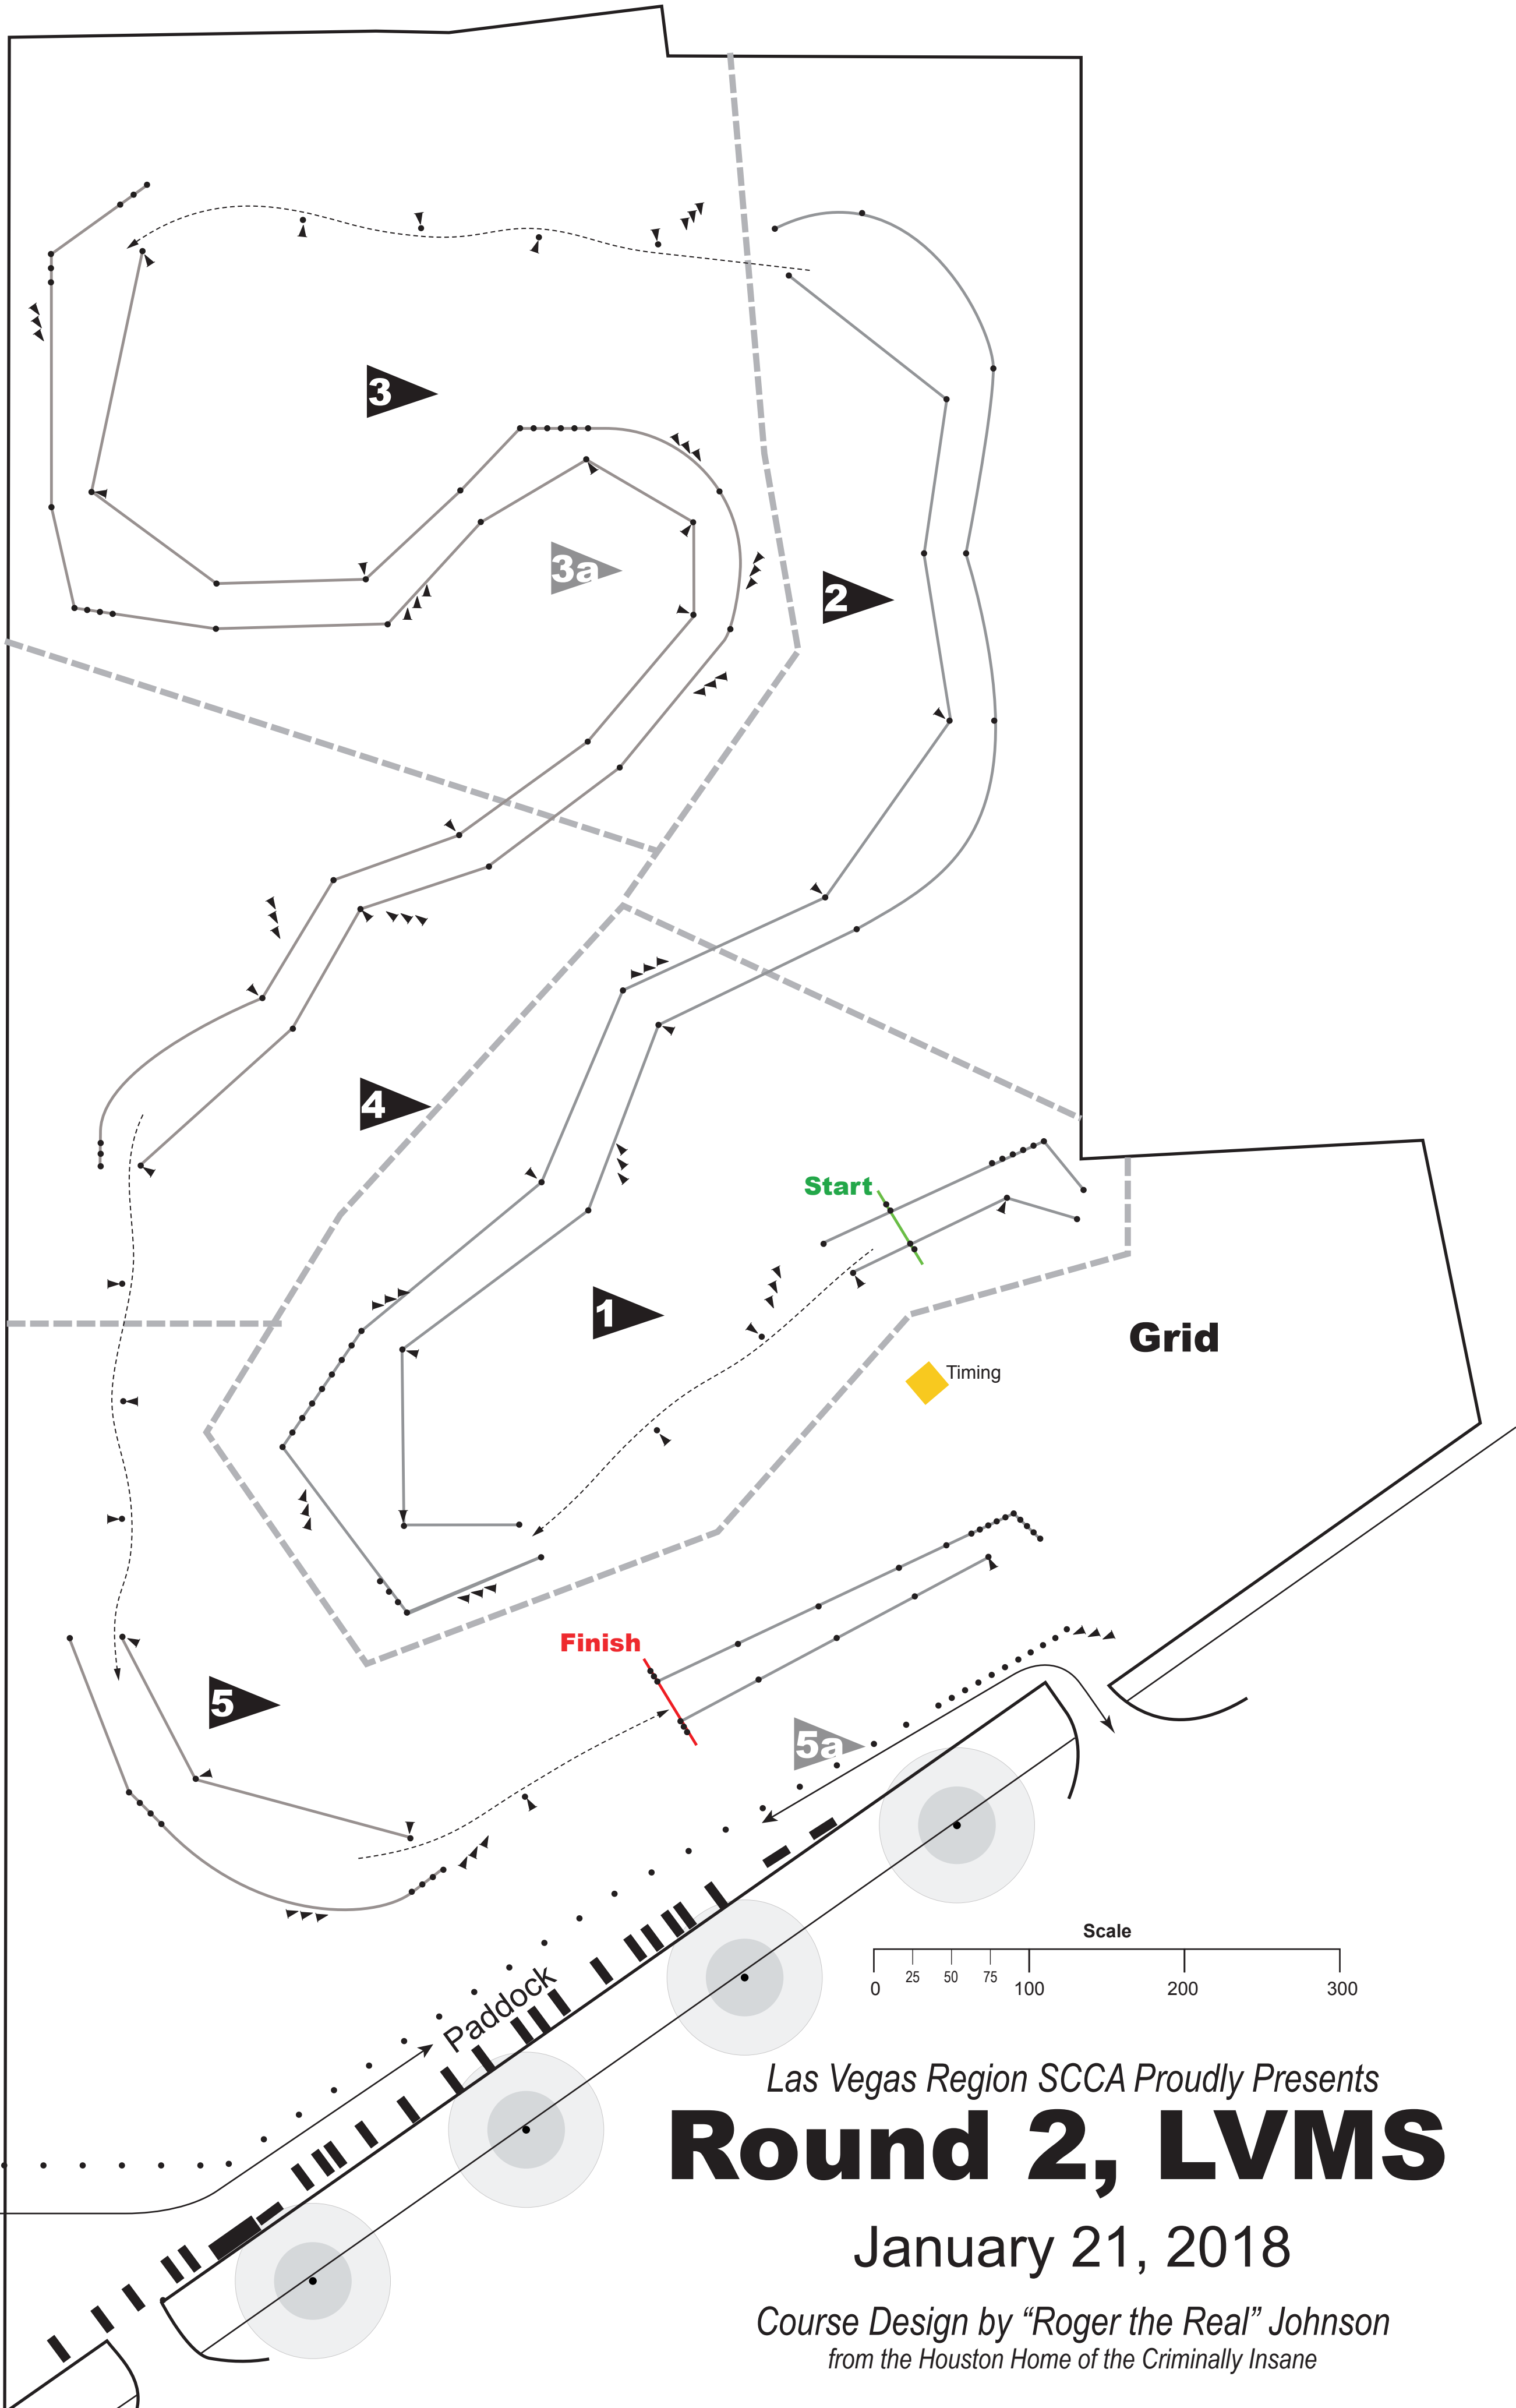 3
3a
2
4
Start
1
Grid
Timing
Finish
5
5a
Scale
0 25 50 75 100 200 300
Paddock
Las Vegas Region SCCA Proudly Presents
Round 2, LVMS
January 21, 2018
Course Design by “Roger the Real” Johnson
from the Houston Home of the Criminally Insane